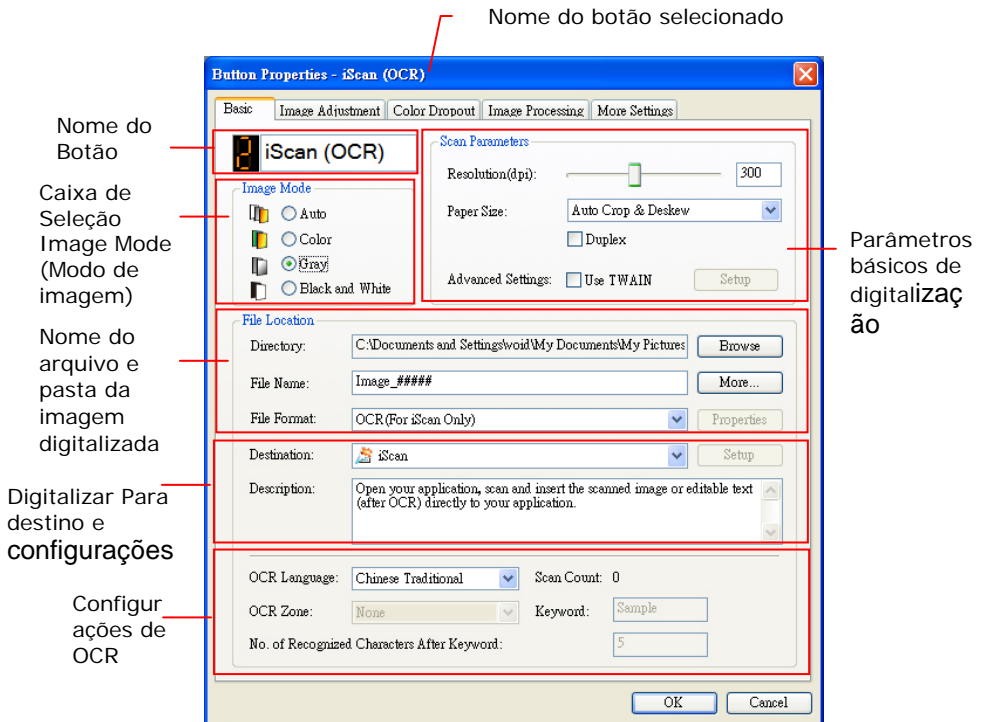 Nome do botão selecionado
Button Properties - iScan (OCR)
Basic
Image Adjustment
Color Dropout
Image Processing
More Settings
Nome do
Botão
2
iScan (OCR)
Scan Parameters
Resolution(dpi):
300
Paper Size:
Auto Crop & Deskew
Duplex
Advanced Settings:
Use TWAIN
Setup
Parâmetros
básicos de
digitalizaç
ão
Caixa de
Seleção
Image Mode
(Modo de
imagem)
Image Mode
Auto
Color
Gray
Black and White
Nome do
arquivo e
pasta da
imagem
digitalizada
File Location
Directory:
C:\Documents and Settings\void\My Documents\My Pictures
Browse
File Name:
Image_#####
More...
File Format:
OCR(For iScan Only)
Properties
Digitalizar Para
destino e
configurações
Destination:
iScan
Setup
Description:
Open your application, scan and insert the scanned image or editable text
(after OCR) directly to your application.
Configur
ações de
OCR
OCR Language:
Chinese Traditional
Scan Count: 0
OCR Zone:
None
Keyword:
Sample
No. of Recognized Characters After Keyword:
5
OK
Cancel